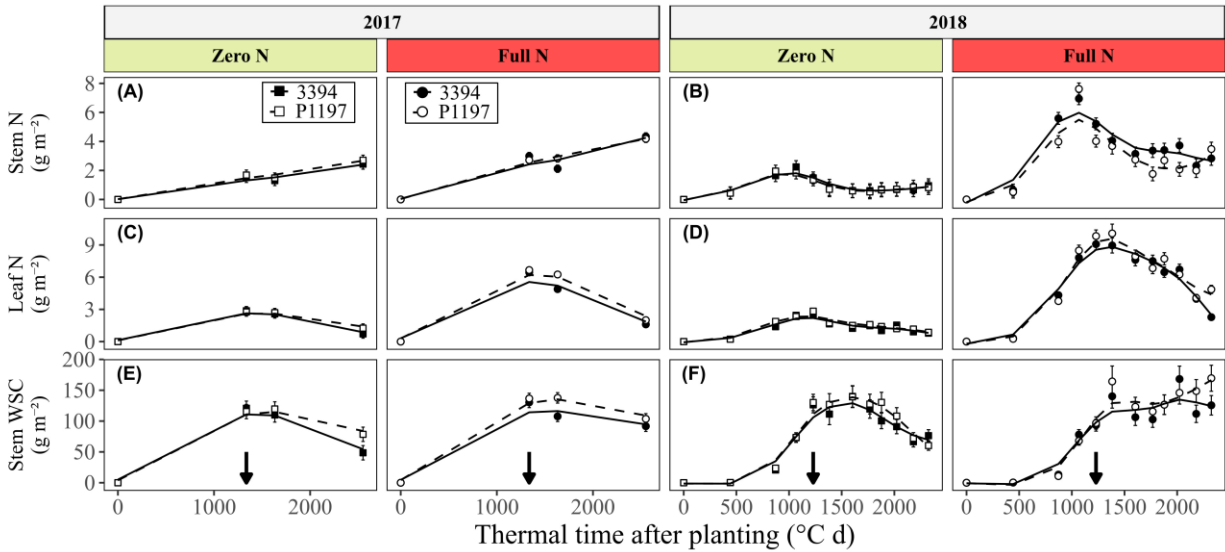 2017 2018
Zero N Full N Zero N Full N
Stem N
(g m⁻²)
8
6
4
2
0
(A)
3394
P1197
3394
P1197
(B)
Leaf N
(g m⁻²)
9
6
3
0
(C)
(D)
Stem WSC
(g m⁻²)
200
150
100
50
0
(E)
(F)
0 1000 2000 0 1000 2000 0 500 1000 1500 2000 0 500 1000 1500 2000
Thermal time after planting (°C d)